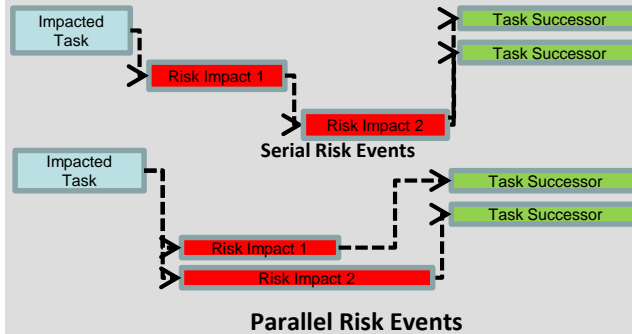 Impacted
Task
Task Successor
Task Successor
Risk Impact 1
Risk Impact 2
Serial Risk Events
Impacted
Task
Task Successor
Task Successor
Risk Impact 1
Risk Impact 2
Parallel Risk Events